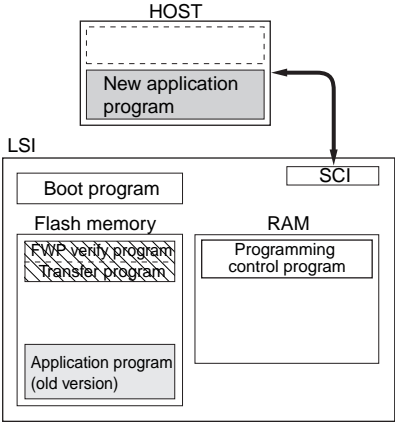 HOST
New application
program
LSI
SCI
Boot program
Flash memory
FWP verify program
Transfer program
Application program
(old version)
RAM
Programming
control program